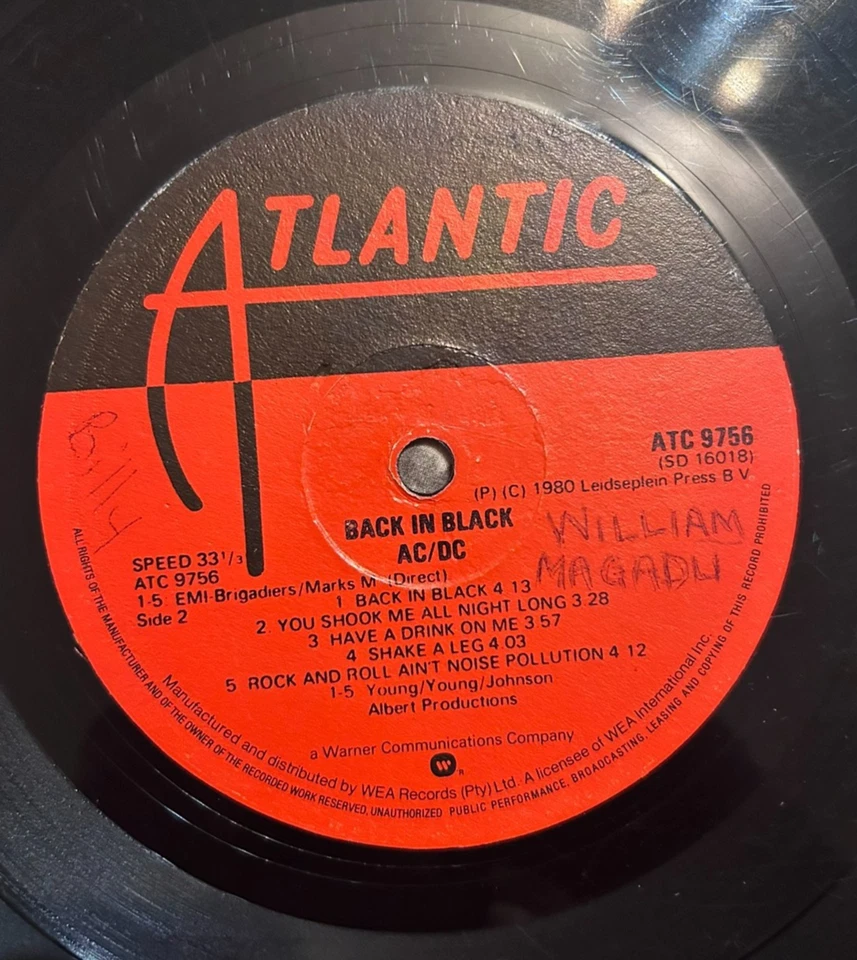 ATLANTIC
Billy
ATC 9756
(SD 16018)
(P) (C) 1980 Leidseplein Press B V
BACK IN BLACK
AC/DC
WILLIAM
MAGADU
SPEED 33 1/3
ATC 9756
1-5 EMI-Brigadiers/Marks M (Direct)
Side 2
1 BACK IN BLACK 4 13
2. YOU SHOOK ME ALL NIGHT LONG 3.28
3 HAVE A DRINK ON ME 3 57
4 SHAKE A LEG 4.03
5 ROCK AND ROLL AIN'T NOISE POLLUTION 4 12
1-5 Young/Young/Johnson
Albert Productions
a Warner Communications Company
W R
Manufactured and distributed by WEA Records (Pty) Ltd. A licensee of WEA International Inc.
ALL RIGHTS OF THE MANUFACTURER AND OF THE OWNER OF THE RECORDED WORK RESERVED, UNAUTHORIZED PUBLIC PERFORMANCE, BROADCASTING, LEASING AND COPYING OF THIS RECORD PROHIBITED